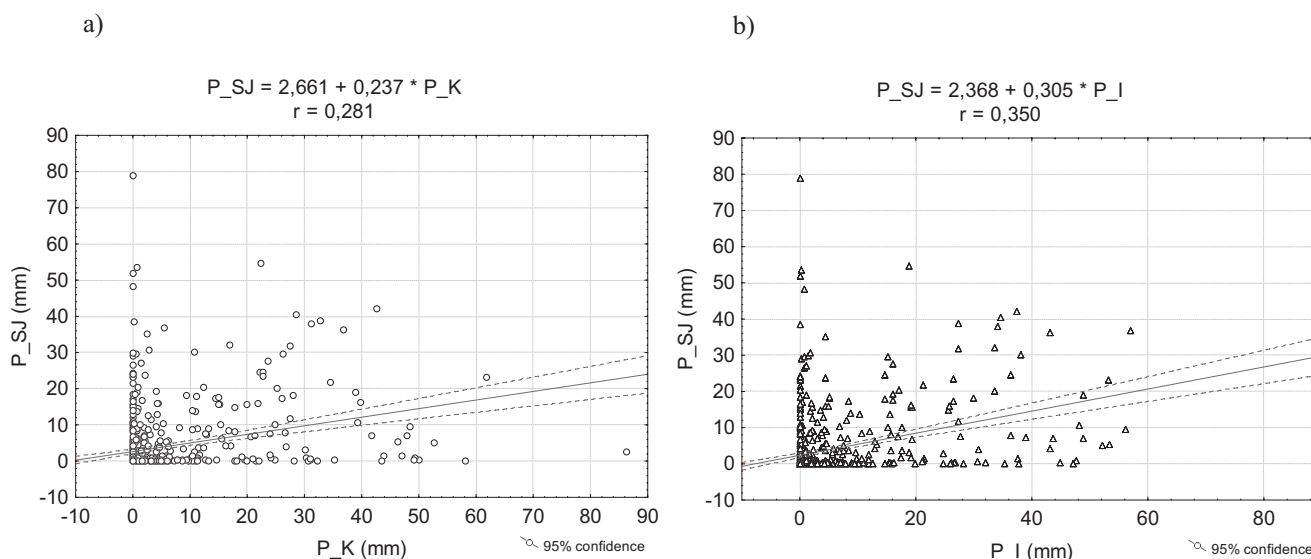 a)
P_SJ = 2,661 + 0,237 * P_K
r = 0,281
90
80
70
60
50
40
30
20
10
0
-10
P_SJ (mm)
-10 0 10 20 30 40 50 60 70 80 90
P_K (mm)
95% confidence
b)
P_SJ = 2,368 + 0,305 * P_I
r = 0,350
90
80
70
60
50
40
30
20
10
0
-10
P_SJ (mm)
0 20 40 60 80
P_I (mm)
95% confidence